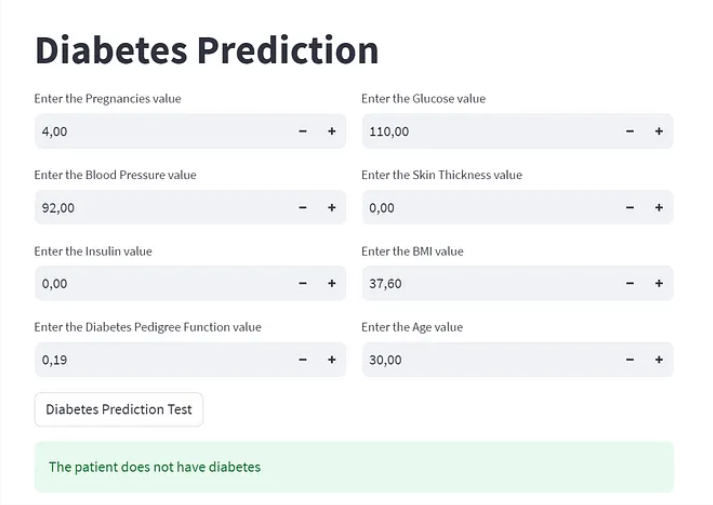 Diabetes Prediction
Enter the Pregnancies value
Enter the Glucose value
4,00 − +
110,00 − +
Enter the Blood Pressure value
Enter the Skin Thickness value
92,00 − +
0,00 − +
Enter the Insulin value
Enter the BMI value
0,00 − +
37,60 − +
Enter the Diabetes Pedigree Function value
Enter the Age value
0,19 − +
30,00 − +
Diabetes Prediction Test
The patient does not have diabetes